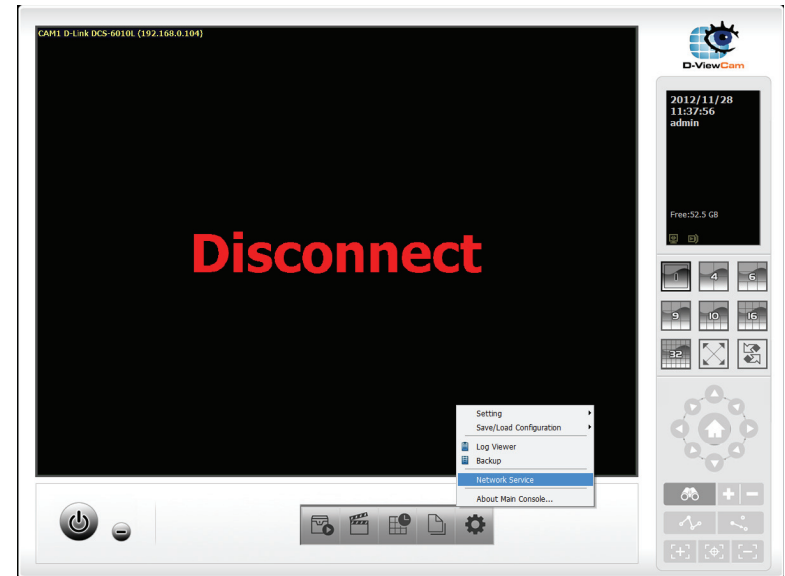 CAM1 D-Link DCS-6010L (192.168.0.104)
D-ViewCam
2012/11/28
11:37:56
admin
Disconnect
Free:52.5 GB
1 4 6
9 10 16
32
Setting
Save/Load Configuration
Log Viewer
Backup
Network Service
About Main Console...